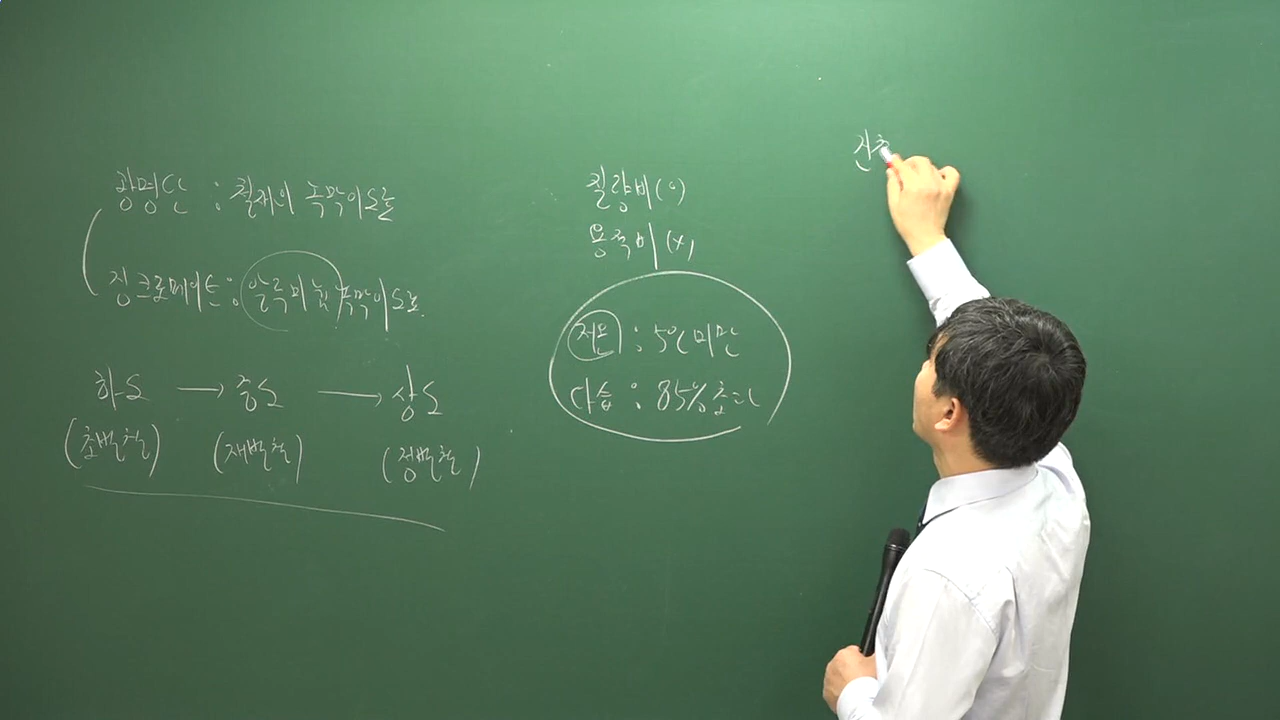 광명단 : 철재의 녹막이도료
징크로메이트 : 알루미늄 녹막이도료
하도 → 중도 → 상도
(초벌칠) (재벌칠) (정벌칠)
질량비(○)
용적비(×)
저온 : 5℃미만
다습 : 85%초과
진